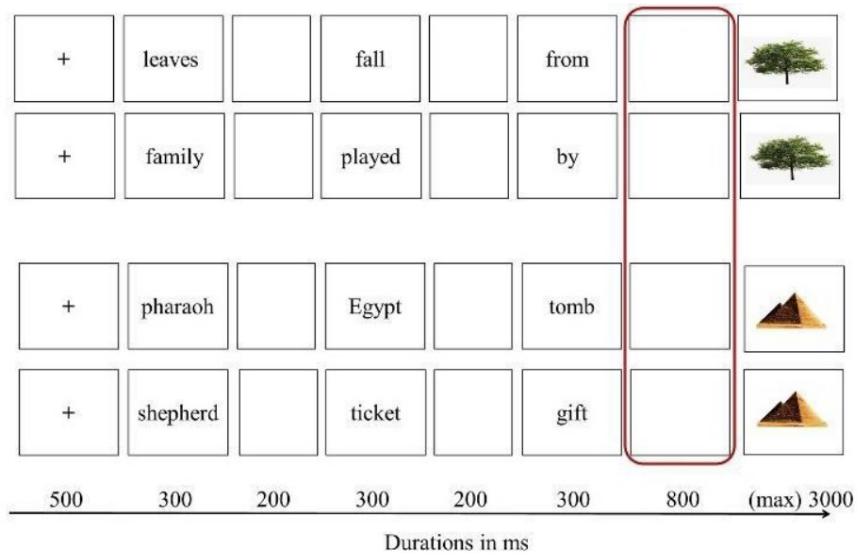 + leaves fall from
+ family played by
+ pharaoh Egypt tomb
+ shepherd ticket gift
500 300 200 300 200 300 800 (max) 3000
Durations in ms